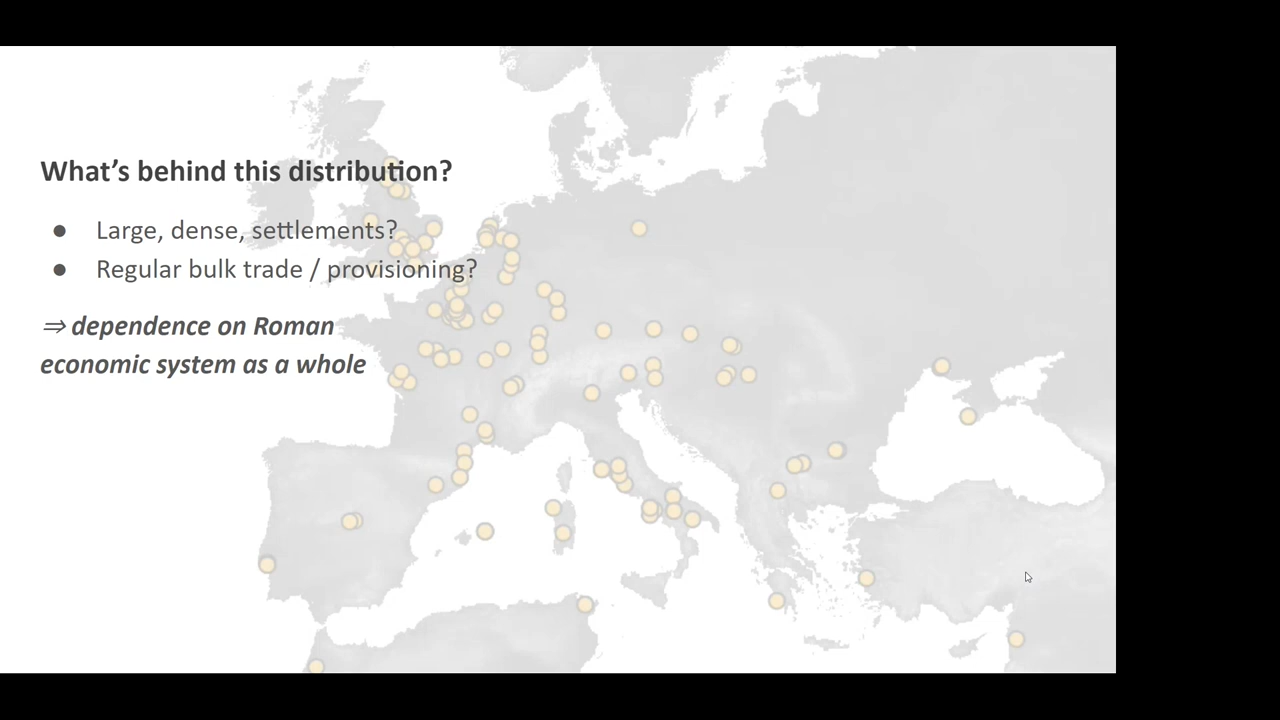 What's behind this distribution?
● Large, dense, settlements?
● Regular bulk trade / provisioning?
⇒ dependence on Roman
economic system as a whole